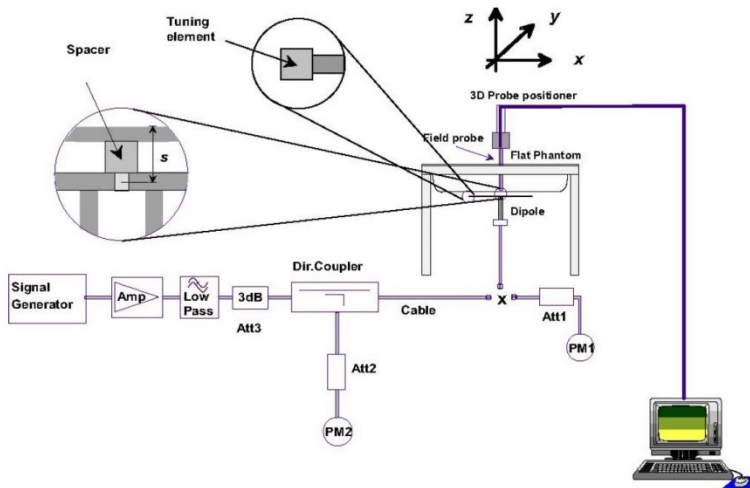 Tuning
element
Spacer
s
z
y
x
3D Probe positioner
Field probe
Flat Phantom
Dipole
Signal
Generator
Amp
Low
Pass
3dB
Att3
Dir.Coupler
Cable
x
Att1
PM1
Att2
PM2